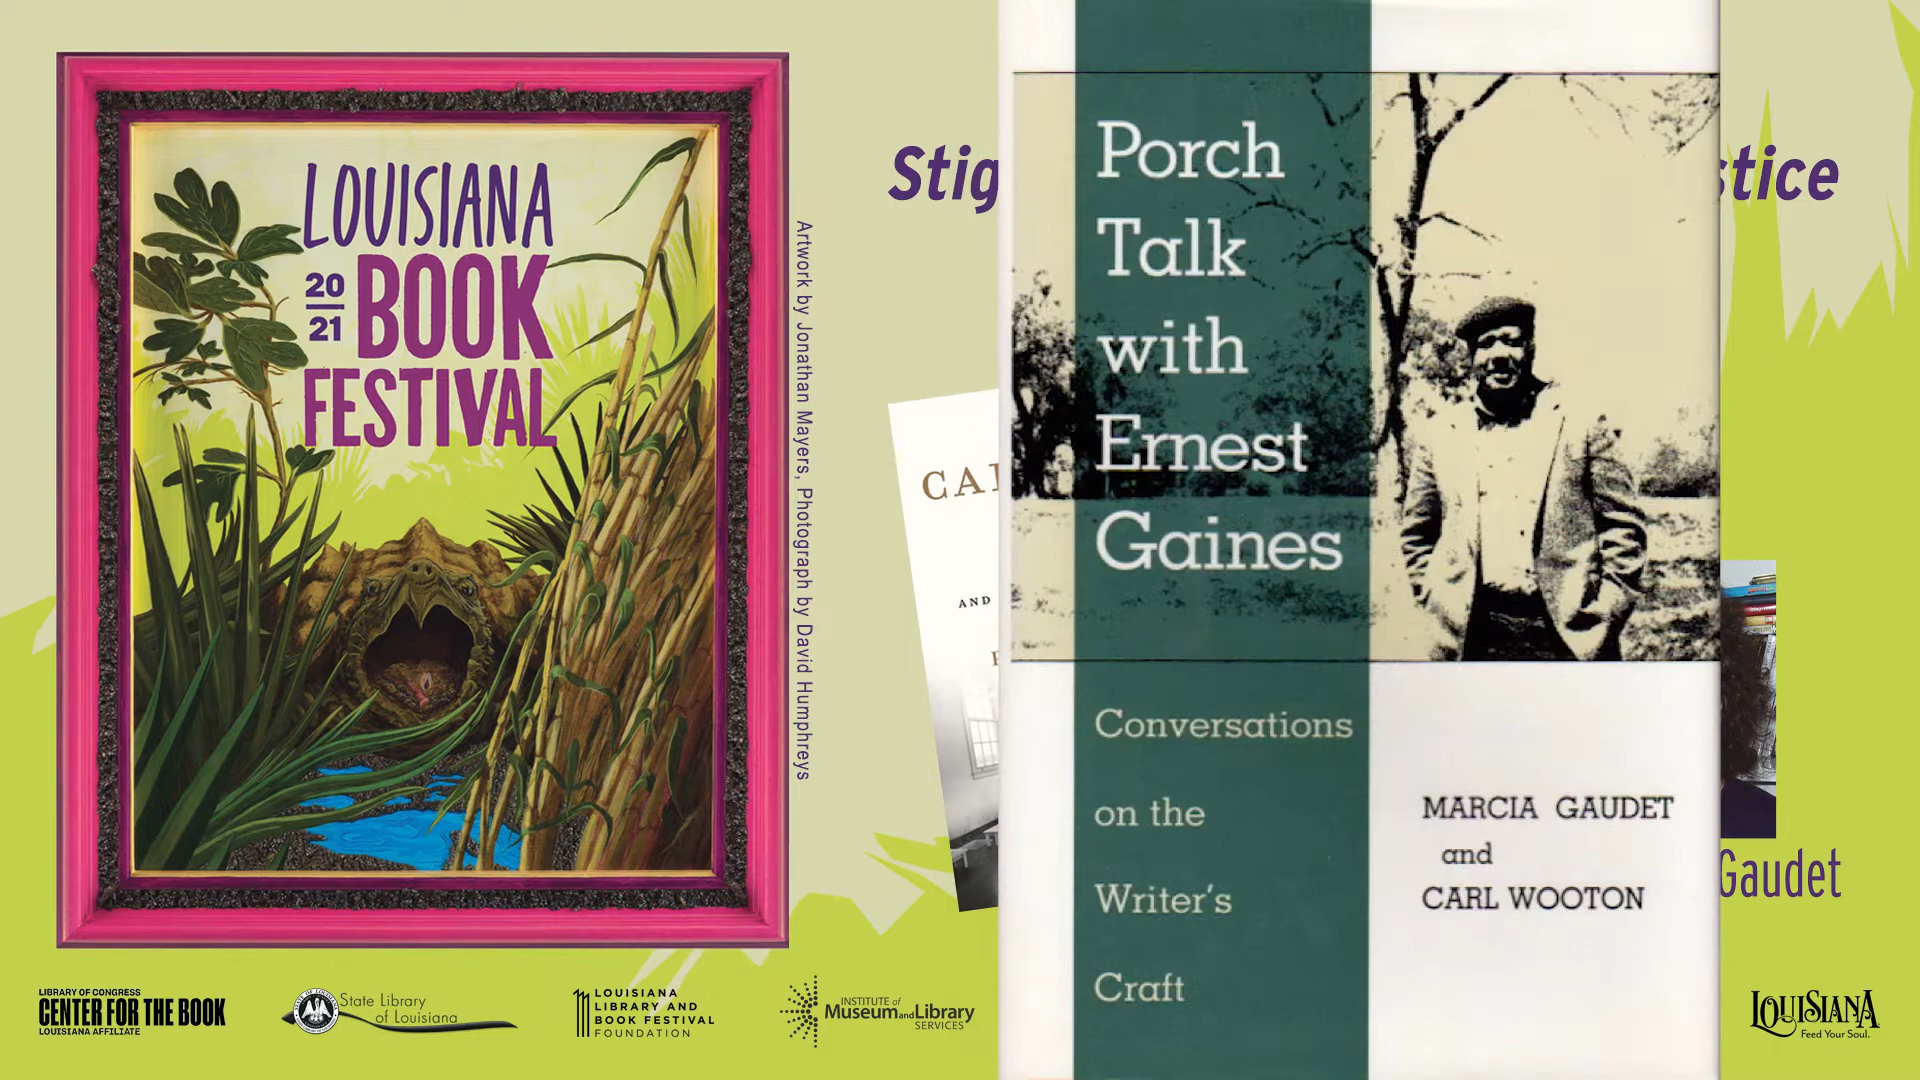 LOUISIANA
20
21
BOOK
FESTIVAL
Artwork by Jonathan Mayers, Photograph by David Humphreys
Porch
Talk
with
Ernest
Gaines
Conversations
on the
Writer's
Craft
MARCIA GAUDET
and
CARL WOOTON
AND
Gaudet
LIBRARY OF CONGRESS
CENTER FOR THE BOOK
LOUISIANA AFFILIATE
State Library
of Louisiana
LOUISIANA
LIBRARY AND
BOOK FESTIVAL
FOUNDATION
INSTITUTE of
Museum and Library
SERVICES
LOUISIANA
Feed Your Soul.